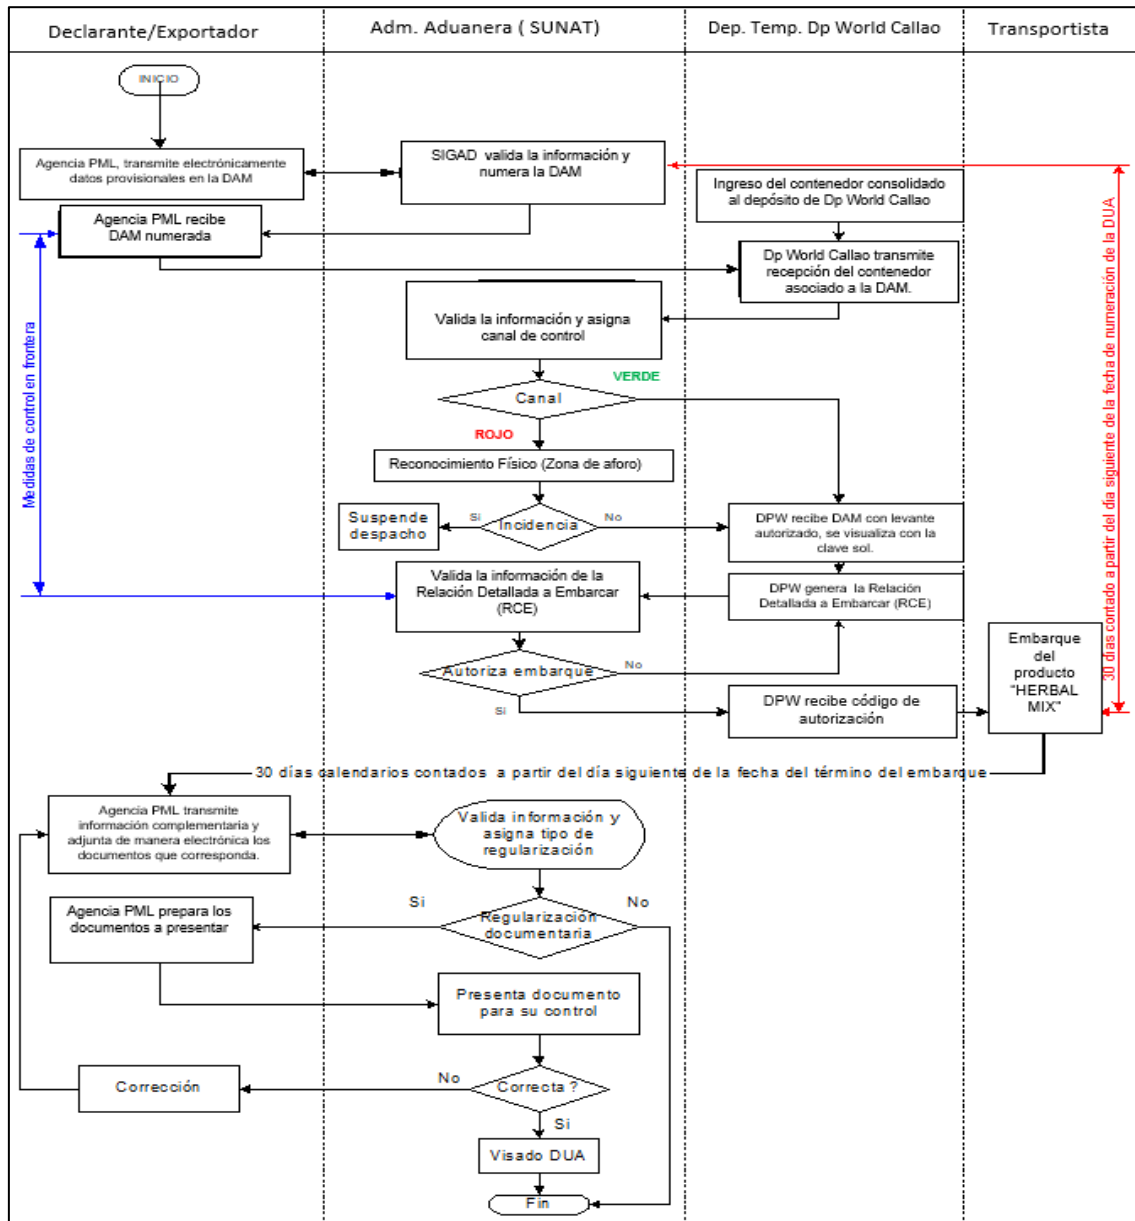 Declarante/Exportador
Adm. Aduanera ( SUNAT)
Dep. Temp. Dp World Callao
Transportista
INICIO
Agencia PML, transmite electrónicamente
datos provisionales en la DAM
SIGAD valida la información y
numera la DAM
Ingreso del contenedor consolidado
al depósito de Dp World Callao
Agencia PML recibe
DAM numerada
Dp World Callao transmite
recepción del contenedor
asociado a la DAM.
Valida la información y asigna
canal de control
VERDE
Canal
ROJO
Reconocimiento Físico (Zona de aforo)
Suspende
despacho
Si
Incidencia
No
DPW recibe DAM con levante
autorizado, se visualiza con la
clave sol.
Medidas de control en frontera
30 días contado a partir del día siguiente de la fecha de numeración de la DUA
Valida la información de la
Relación Detallada a Embarcar
(RCE)
DPW genera la Relación
Detallada a Embarcar (RCE)
Autoriza embarque
No
Si
DPW recibe código de
autorización
Embarque
del
producto
"HERBAL
MIX"
30 días calendarios contados a partir del día siguiente de la fecha del término del embarque
Agencia PML transmite
información complementaria y
adjunta de manera electrónica los
documentos que corresponda.
Valida información y
asigna tipo de
regularización
Si
No
Agencia PML prepara los
documentos a presentar
Regularización
documentaria
Presenta documento
para su control
Corrección
No
Correcta ?
Si
Visado DUA
Fin